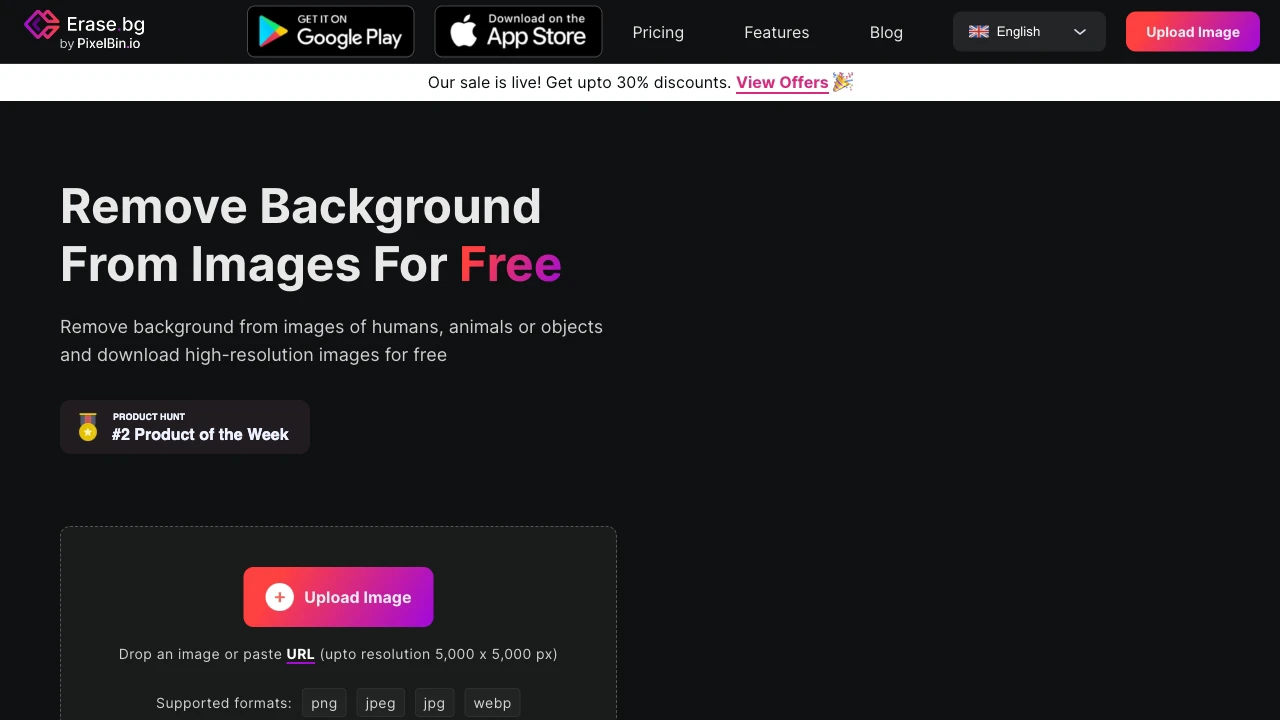 Erase.bg
by PixelBin.io
GET IT ON
Google Play
Download on the
App Store
Pricing
Features
Blog
English
Upload Image
Our sale is live! Get upto 30% discounts. View Offers
Remove Background
From Images For Free
Remove background from images of humans, animals or objects
and download high-resolution images for free
PRODUCT HUNT
#2 Product of the Week
Upload Image
Drop an image or paste URL (upto resolution 5,000 x 5,000 px)
Supported formats: png jpeg jpg webp